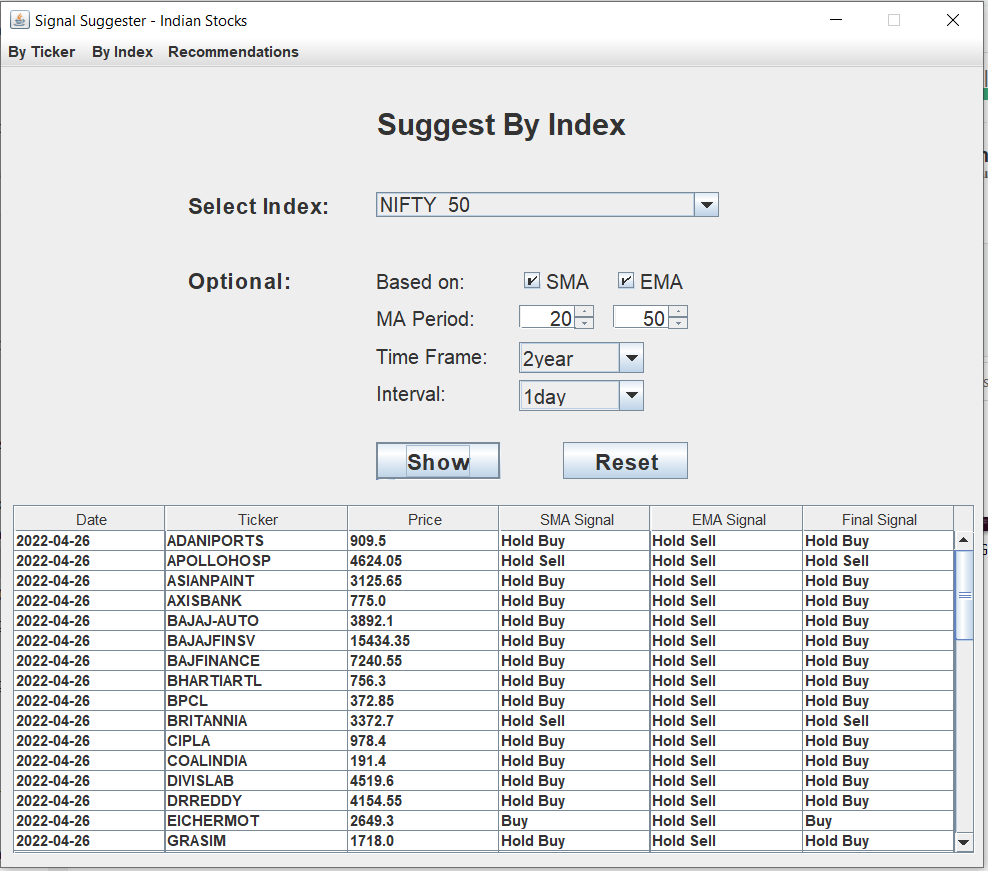 Signal Suggester - Indian Stocks
By Ticker By Index Recommendations
Suggest By Index
Select Index: NIFTY 50
Optional: Based on: SMA EMA
MA Period: 20 50
Time Frame: 2year
Interval: 1day
Show Reset
Date Ticker Price SMA Signal EMA Signal Final Signal
2022-04-26 ADANIPORTS 909.5 Hold Buy Hold Sell Hold Buy
2022-04-26 APOLLOHOSP 4624.05 Hold Sell Hold Sell Hold Sell
2022-04-26 ASIANPAINT 3125.65 Hold Buy Hold Sell Hold Buy
2022-04-26 AXISBANK 775.0 Hold Buy Hold Sell Hold Buy
2022-04-26 BAJAJ-AUTO 3892.1 Hold Buy Hold Sell Hold Buy
2022-04-26 BAJAJFINSV 15434.35 Hold Buy Hold Sell Hold Buy
2022-04-26 BAJFINANCE 7240.55 Hold Buy Hold Sell Hold Buy
2022-04-26 BHARTIARTL 756.3 Hold Buy Hold Sell Hold Buy
2022-04-26 BPCL 372.85 Hold Buy Hold Sell Hold Buy
2022-04-26 BRITANNIA 3372.7 Hold Sell Hold Sell Hold Sell
2022-04-26 CIPLA 978.4 Hold Buy Hold Sell Hold Buy
2022-04-26 COALINDIA 191.4 Hold Buy Hold Sell Hold Buy
2022-04-26 DIVISLAB 4519.6 Hold Buy Hold Sell Hold Buy
2022-04-26 DRREDDY 4154.55 Hold Buy Hold Sell Hold Buy
2022-04-26 EICHERMOT 2649.3 Buy Hold Sell Buy
2022-04-26 GRASIM 1718.0 Hold Buy Hold Sell Hold Buy